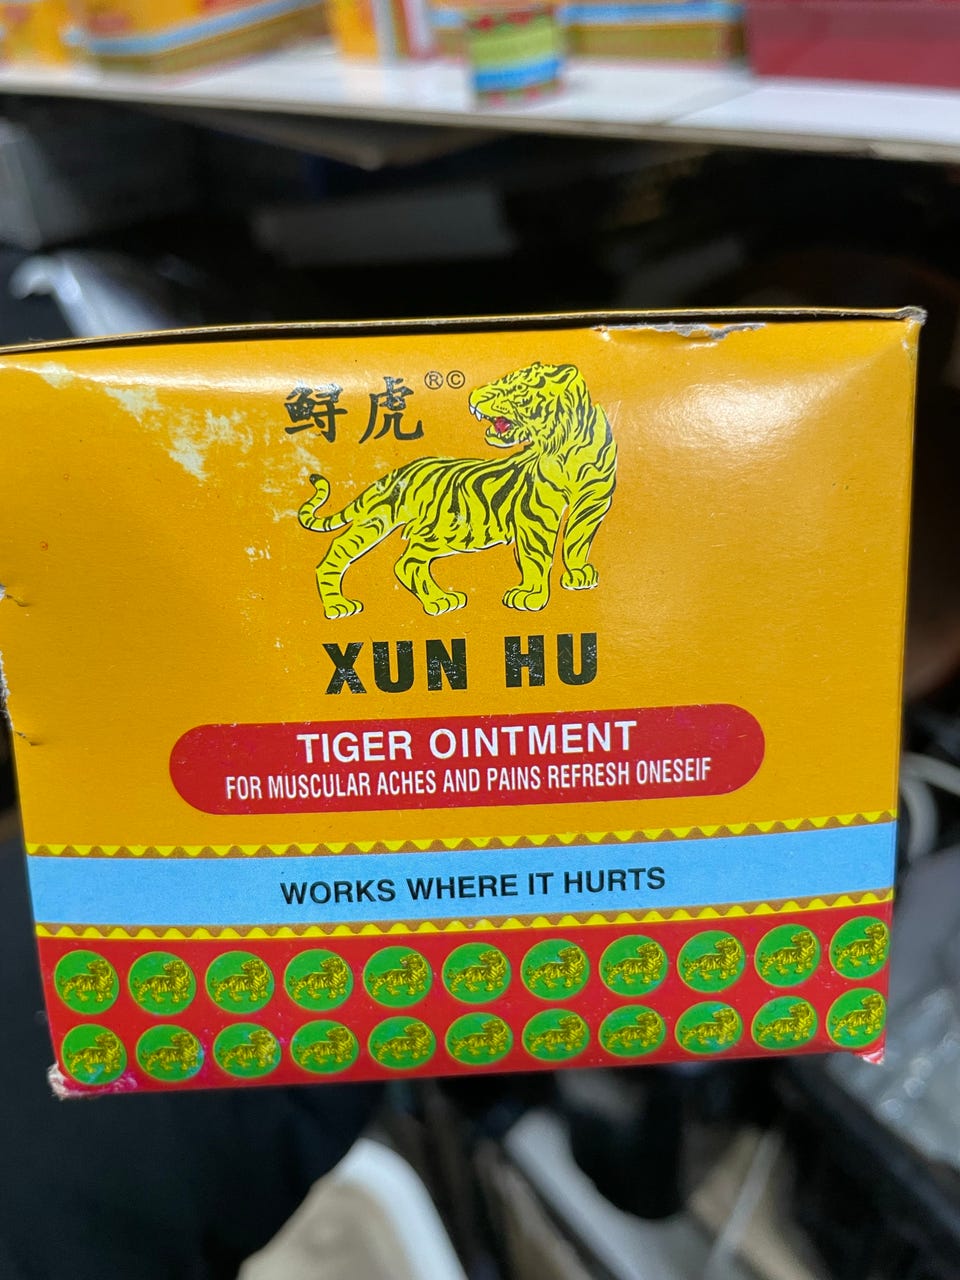 鲟虎®©
XUN HU
TIGER OINTMENT
FOR MUSCULAR ACHES AND PAINS REFRESH ONESEIF
WORKS WHERE IT HURTS